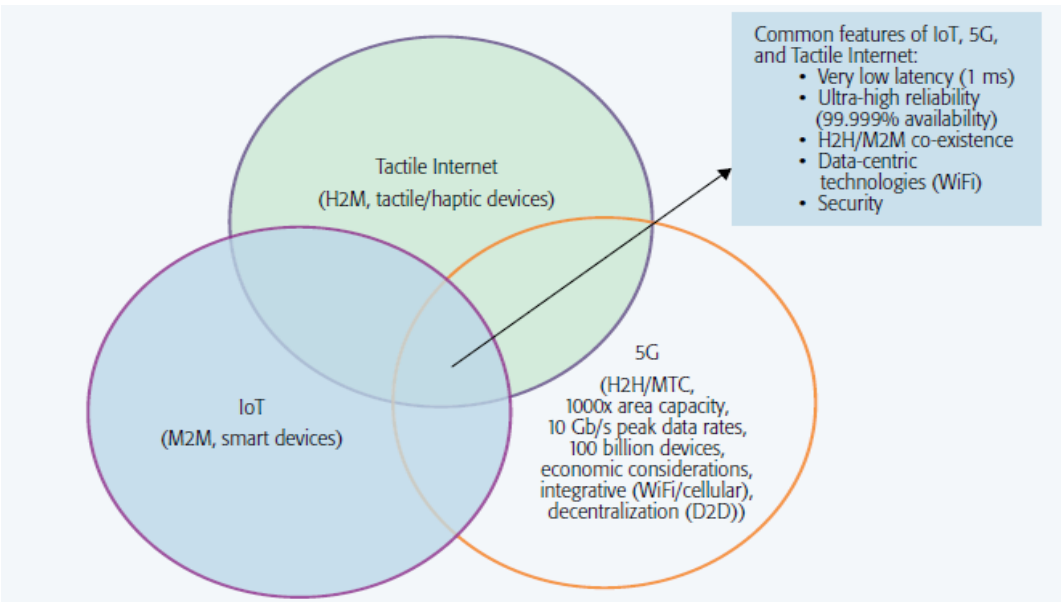 Common features of IoT, 5G,
and Tactile Internet:
• Very low latency (1 ms)
• Ultra-high reliability
(99.999% availability)
• H2H/M2M co-existence
• Data-centric
technologies (WiFi)
• Security
Tactile Internet
(H2M, tactile/haptic devices)
5G
(H2H/MTC,
1000x area capacity,
10 Gb/s peak data rates,
100 billion devices,
economic considerations,
integrative (WiFi/cellular),
decentralization (D2D))
IoT
(M2M, smart devices)